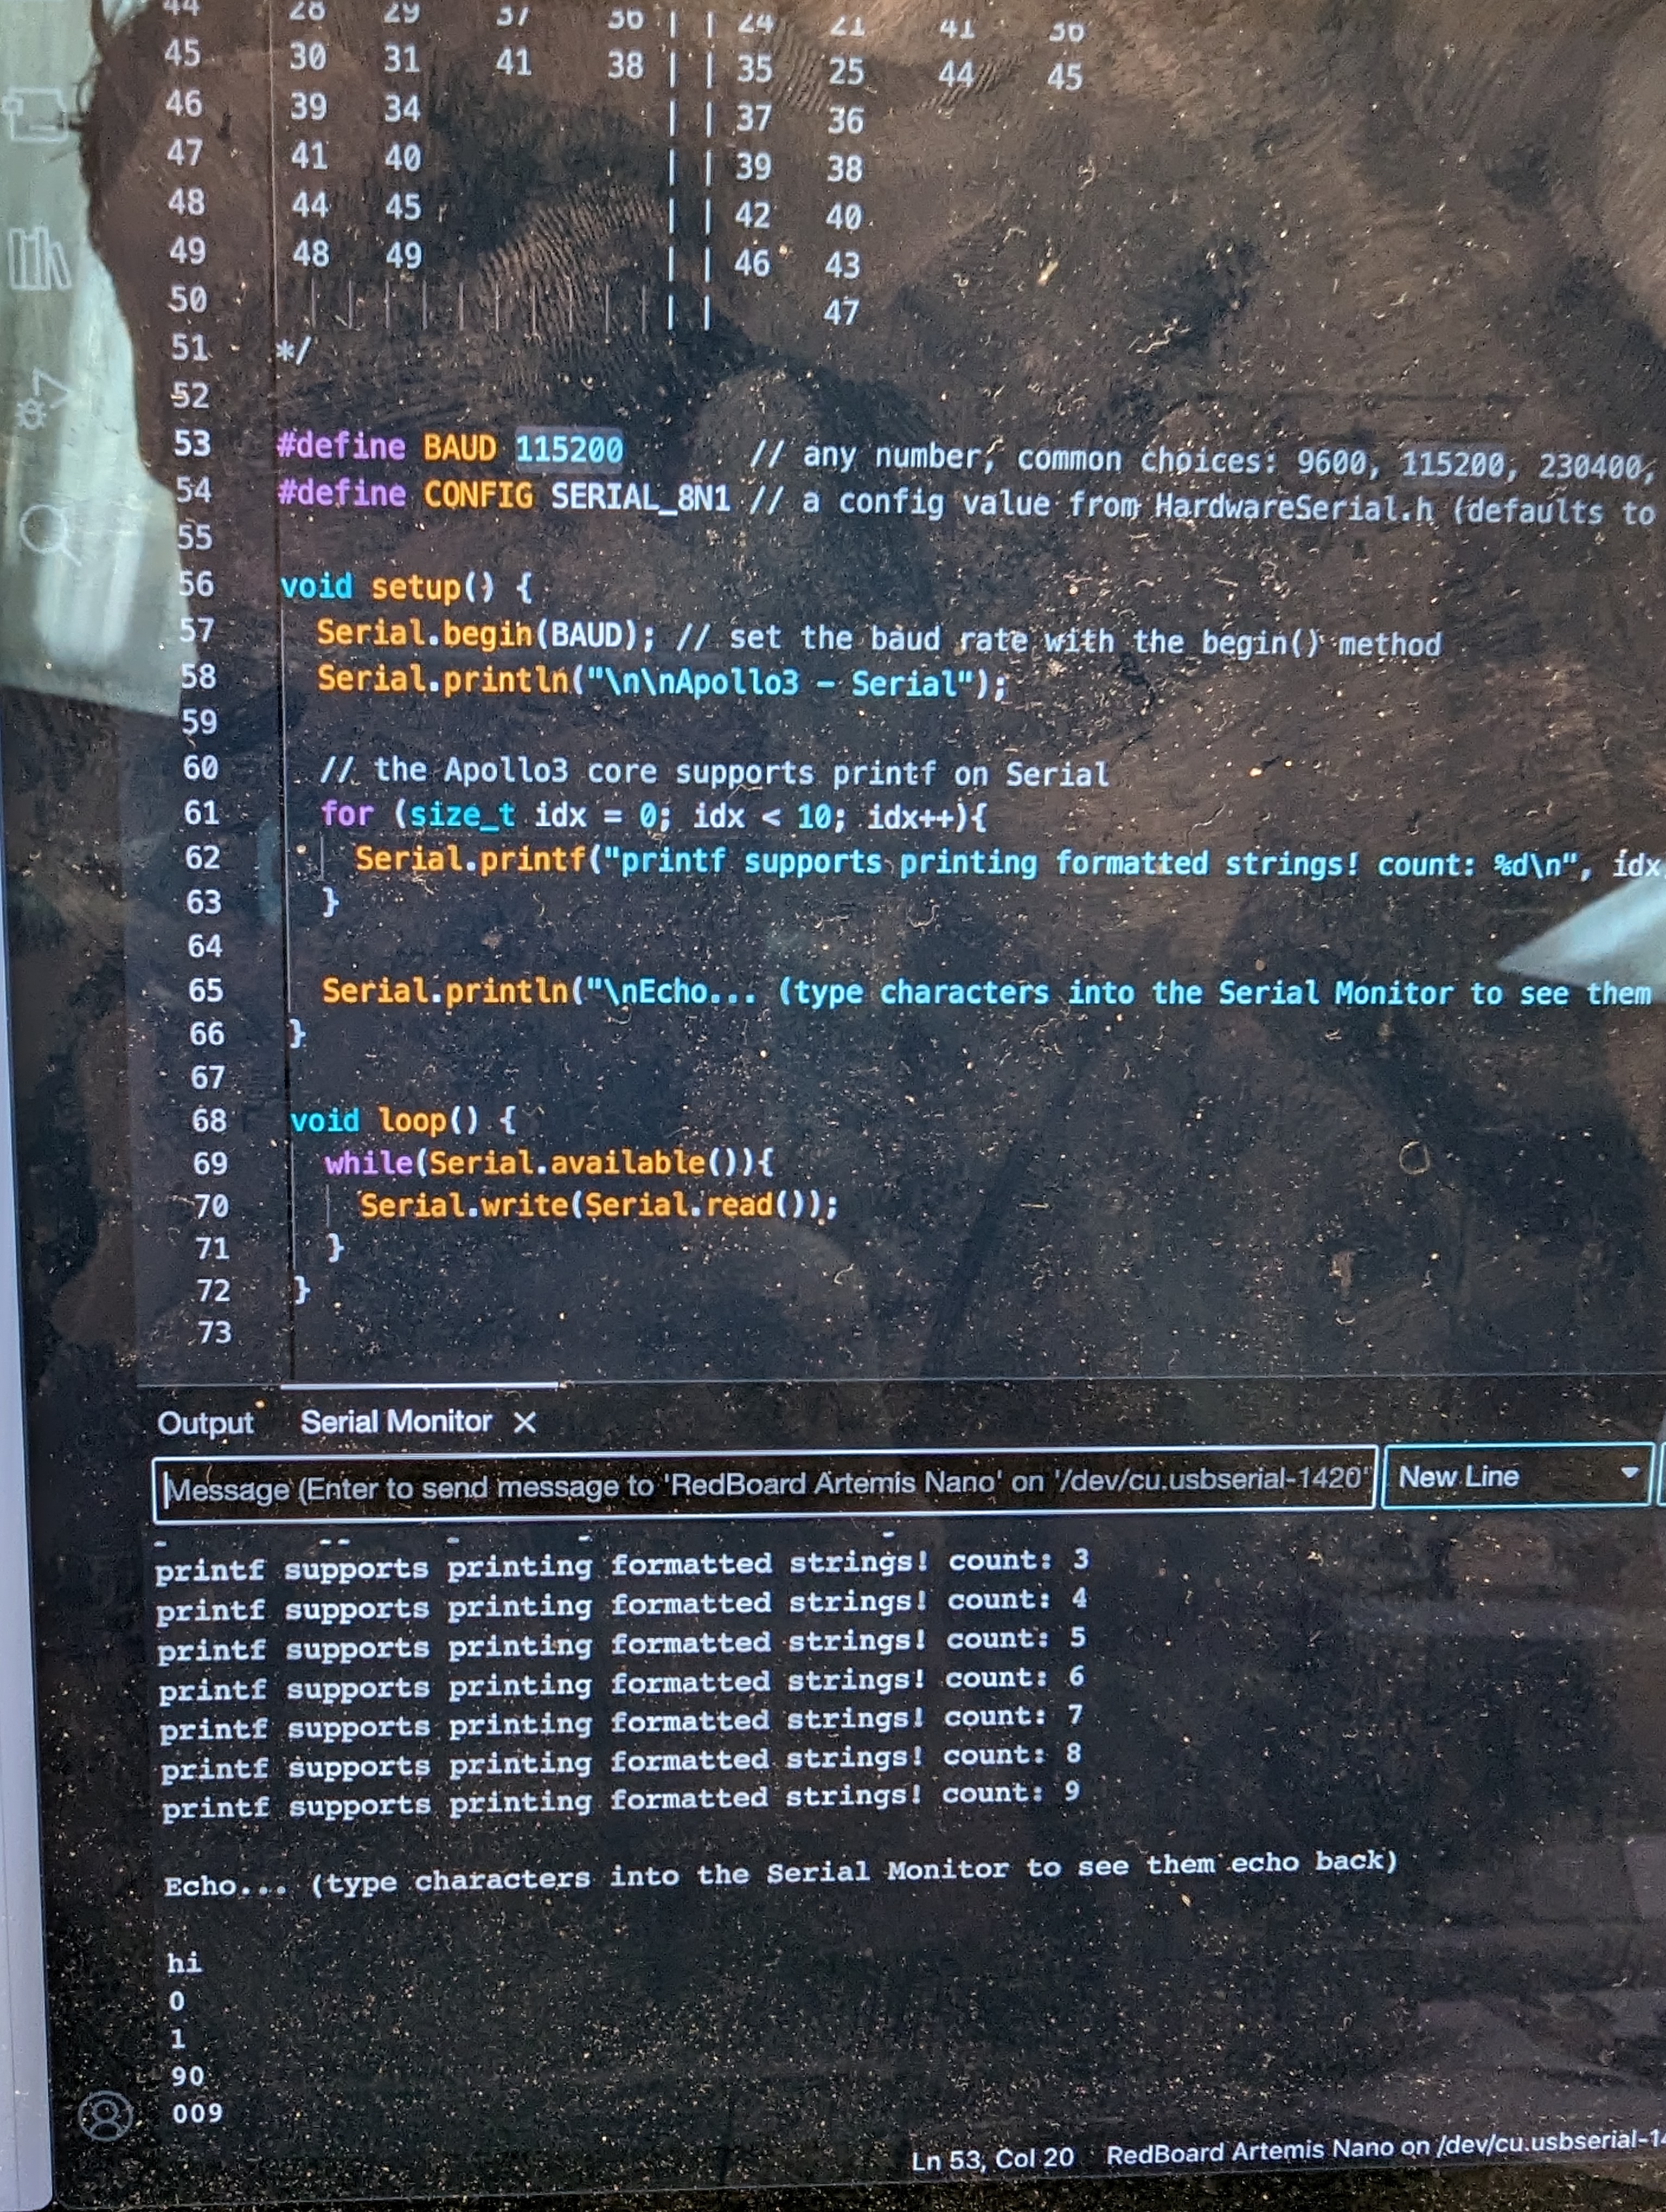 44 28 29 37 36 | | 24 21 41 36
45 30 31 41 38 | | 35 25 44 45
46 39 34 | | 37 36
47 41 40 | | 39 38
48 44 45 | | 42 40
49 48 49 | | 46 43
50 | | 47
51 */
52
53 #define BAUD 115200 // any number, common choices: 9600, 115200, 230400,
54 #define CONFIG SERIAL_8N1 // a config value from HardwareSerial.h (defaults to
55
56 void setup() {
57 Serial.begin(BAUD); // set the baud rate with the begin() method
58 Serial.println("\n\nApollo3 - Serial");
59
60 // the Apollo3 core supports printf on Serial
61 for (size_t idx = 0; idx < 10; idx++){
62 Serial.printf("printf supports printing formatted strings! count: %d\n", idx
63 }
64
65 Serial.println("\nEcho... (type characters into the Serial Monitor to see them
66 }
67
68 void loop() {
69 while(Serial.available()){
70 Serial.write(Serial.read());
71 }
72 }
73
Output Serial Monitor ×
Message (Enter to send message to 'RedBoard Artemis Nano' on '/dev/cu.usbserial-1420' New Line
printf supports printing formatted strings! count: 3
printf supports printing formatted strings! count: 4
printf supports printing formatted strings! count: 5
printf supports printing formatted strings! count: 6
printf supports printing formatted strings! count: 7
printf supports printing formatted strings! count: 8
printf supports printing formatted strings! count: 9
Echo... (type characters into the Serial Monitor to see them echo back)
hi
0
1
90
009
Ln 53, Col 20 RedBoard Artemis Nano on /dev/cu.usbserial-14